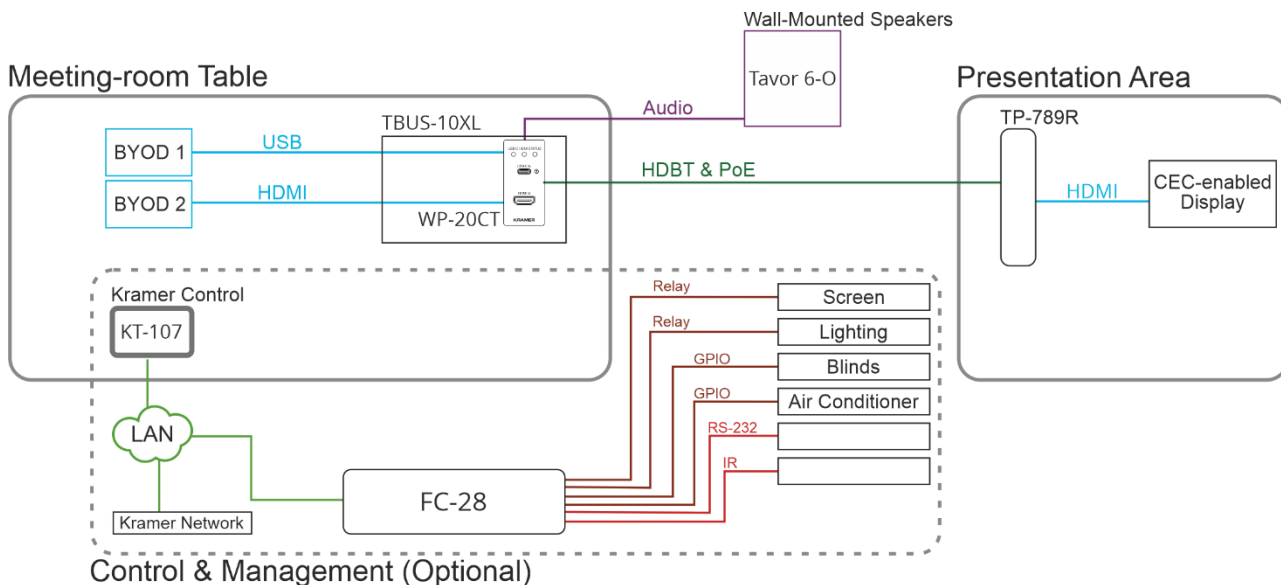 Wall-Mounted Speakers
Tavor 6-O
Meeting-room Table
Presentation Area
Audio
TBUS-10XL
TP-789R
BYOD 1
USB
HDBT & PoE
BYOD 2
HDMI
WP-20CT
KRAMER
HDMI
CEC-enabled
Display
Kramer Control
KT-107
Relay
Screen
Relay
Lighting
GPIO
Blinds
GPIO
Air Conditioner
LAN
RS-232
IR
FC-28
Kramer Network
Control & Management (Optional)